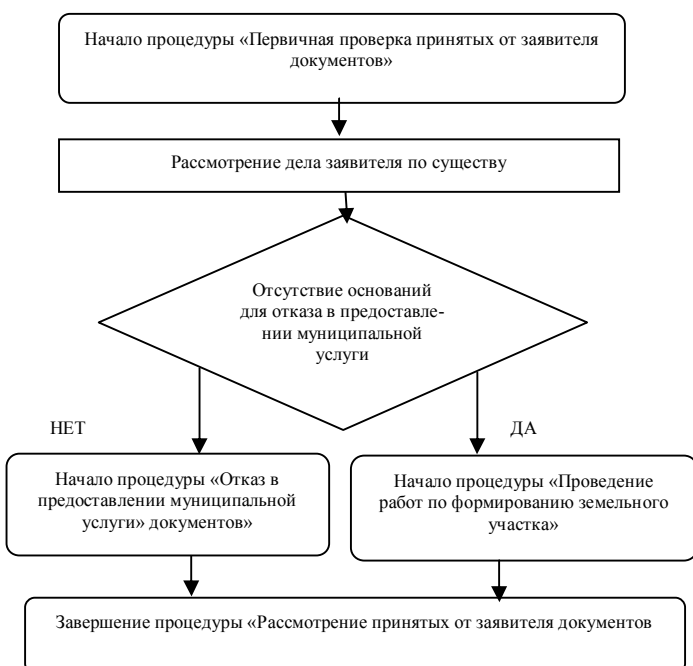 Начало процедуры «Первичная проверка принятых от заявителя
документов»
Рассмотрение дела заявителя по существу
Отсутствие оснований
для отказа в предоставле-
нии муниципальной
услуги
НЕТ
ДА
Начало процедуры «Отказ в
предоставлении муниципальной
услуги» документов»
Начало процедуры «Проведение
работ по формированию земельного
участка»
Завершение процедуры «Рассмотрение принятых от заявителя документов